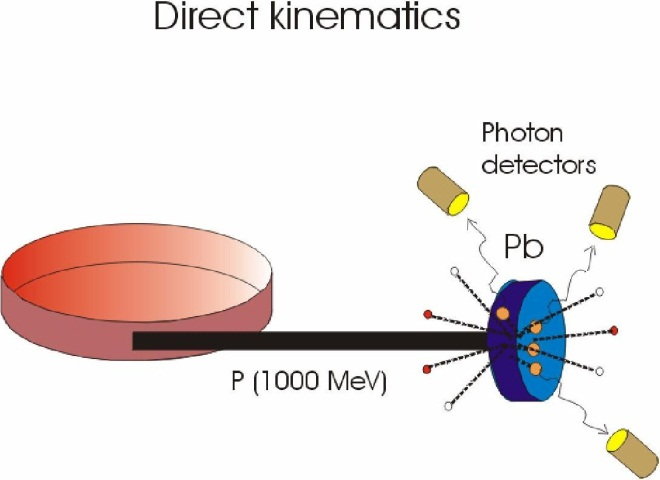 Direct kinematics
Photon
detectors
Pb
P (1000 MeV)